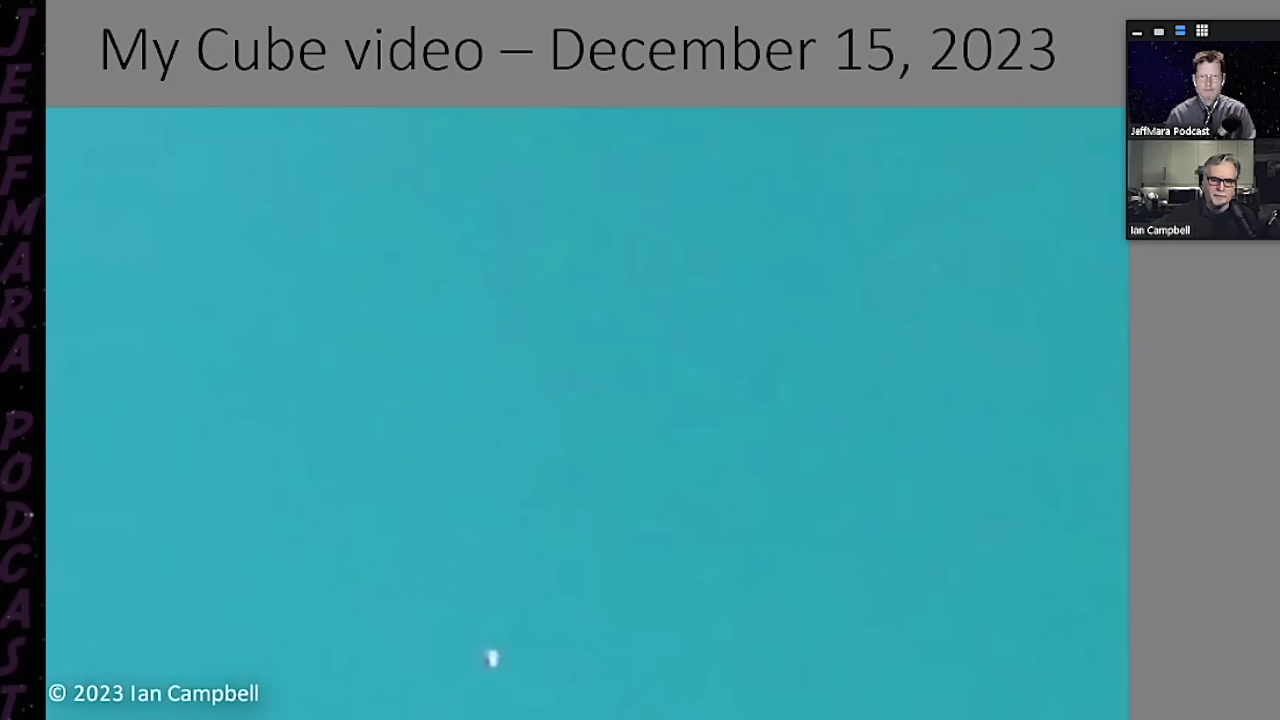 My Cube video – December 15, 2023
JEFFMARA PODCAST
JeffMara Podcast
Ian Campbell
© 2023 Ian Campbell